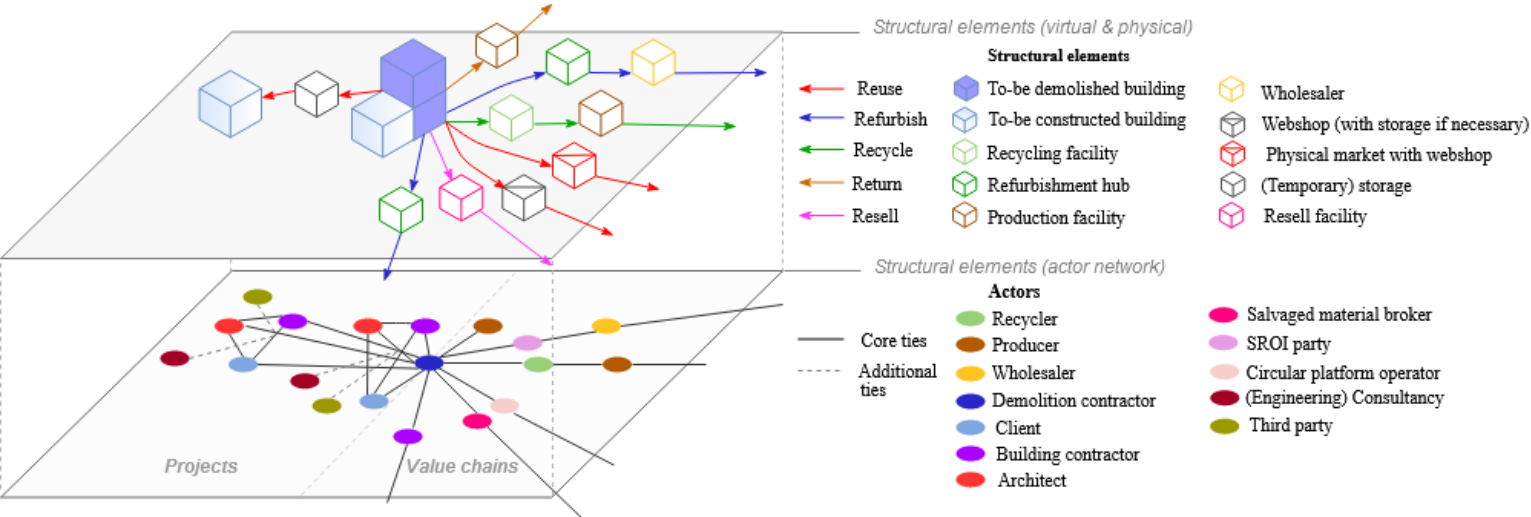 Structural elements (virtual & physical)
Structural elements
Reuse
Refurbish
Recycle
Return
Resell
To-be demolished building
To-be constructed building
Recycling facility
Refurbishment hub
Production facility
Wholesaler
Webshop (with storage if necessary)
Physical market with webshop
(Temporary) storage
Resell facility
Structural elements (actor network)
Actors
Core ties
Additional
ties
Recycler
Producer
Wholesaler
Demolition contractor
Client
Building contractor
Architect
Salvaged material broker
SROI party
Circular platform operator
(Engineering) Consultancy
Third party
Projects
Value chains